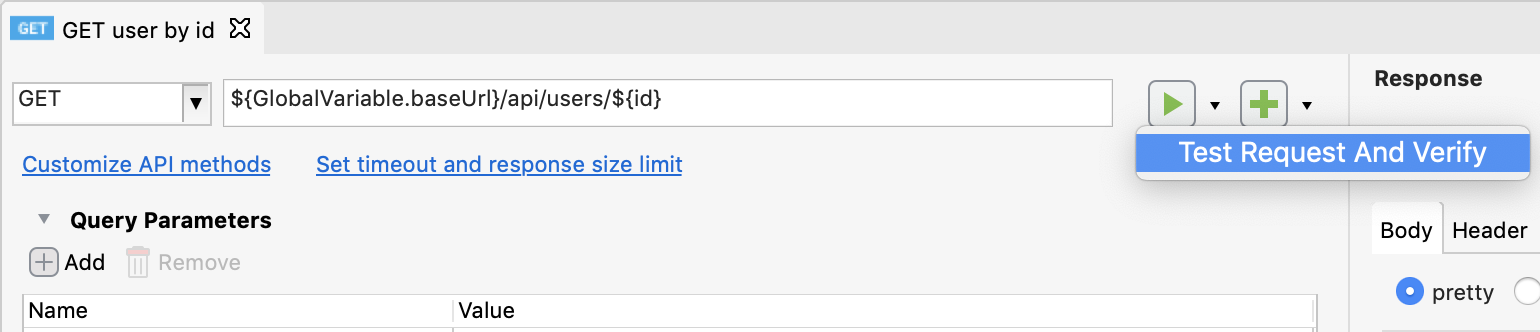 GET GET user by id
GET ${GlobalVariable.baseUrl}/api/users/${id}
Response
Test Request And Verify
Customize API methods Set timeout and response size limit
Query Parameters
Body Header
Add Remove
pretty
Name Value